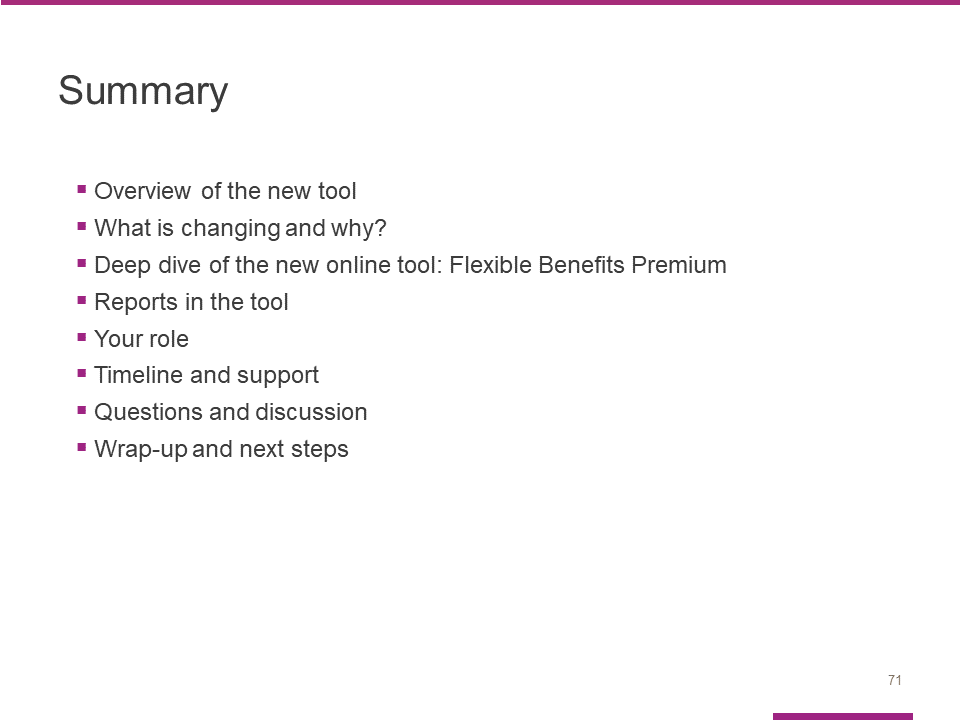 Summary
▪ Overview of the new tool
▪ What is changing and why?
▪ Deep dive of the new online tool: Flexible Benefits Premium
▪ Reports in the tool
▪ Your role
▪ Timeline and support
▪ Questions and discussion
▪ Wrap-up and next steps
71